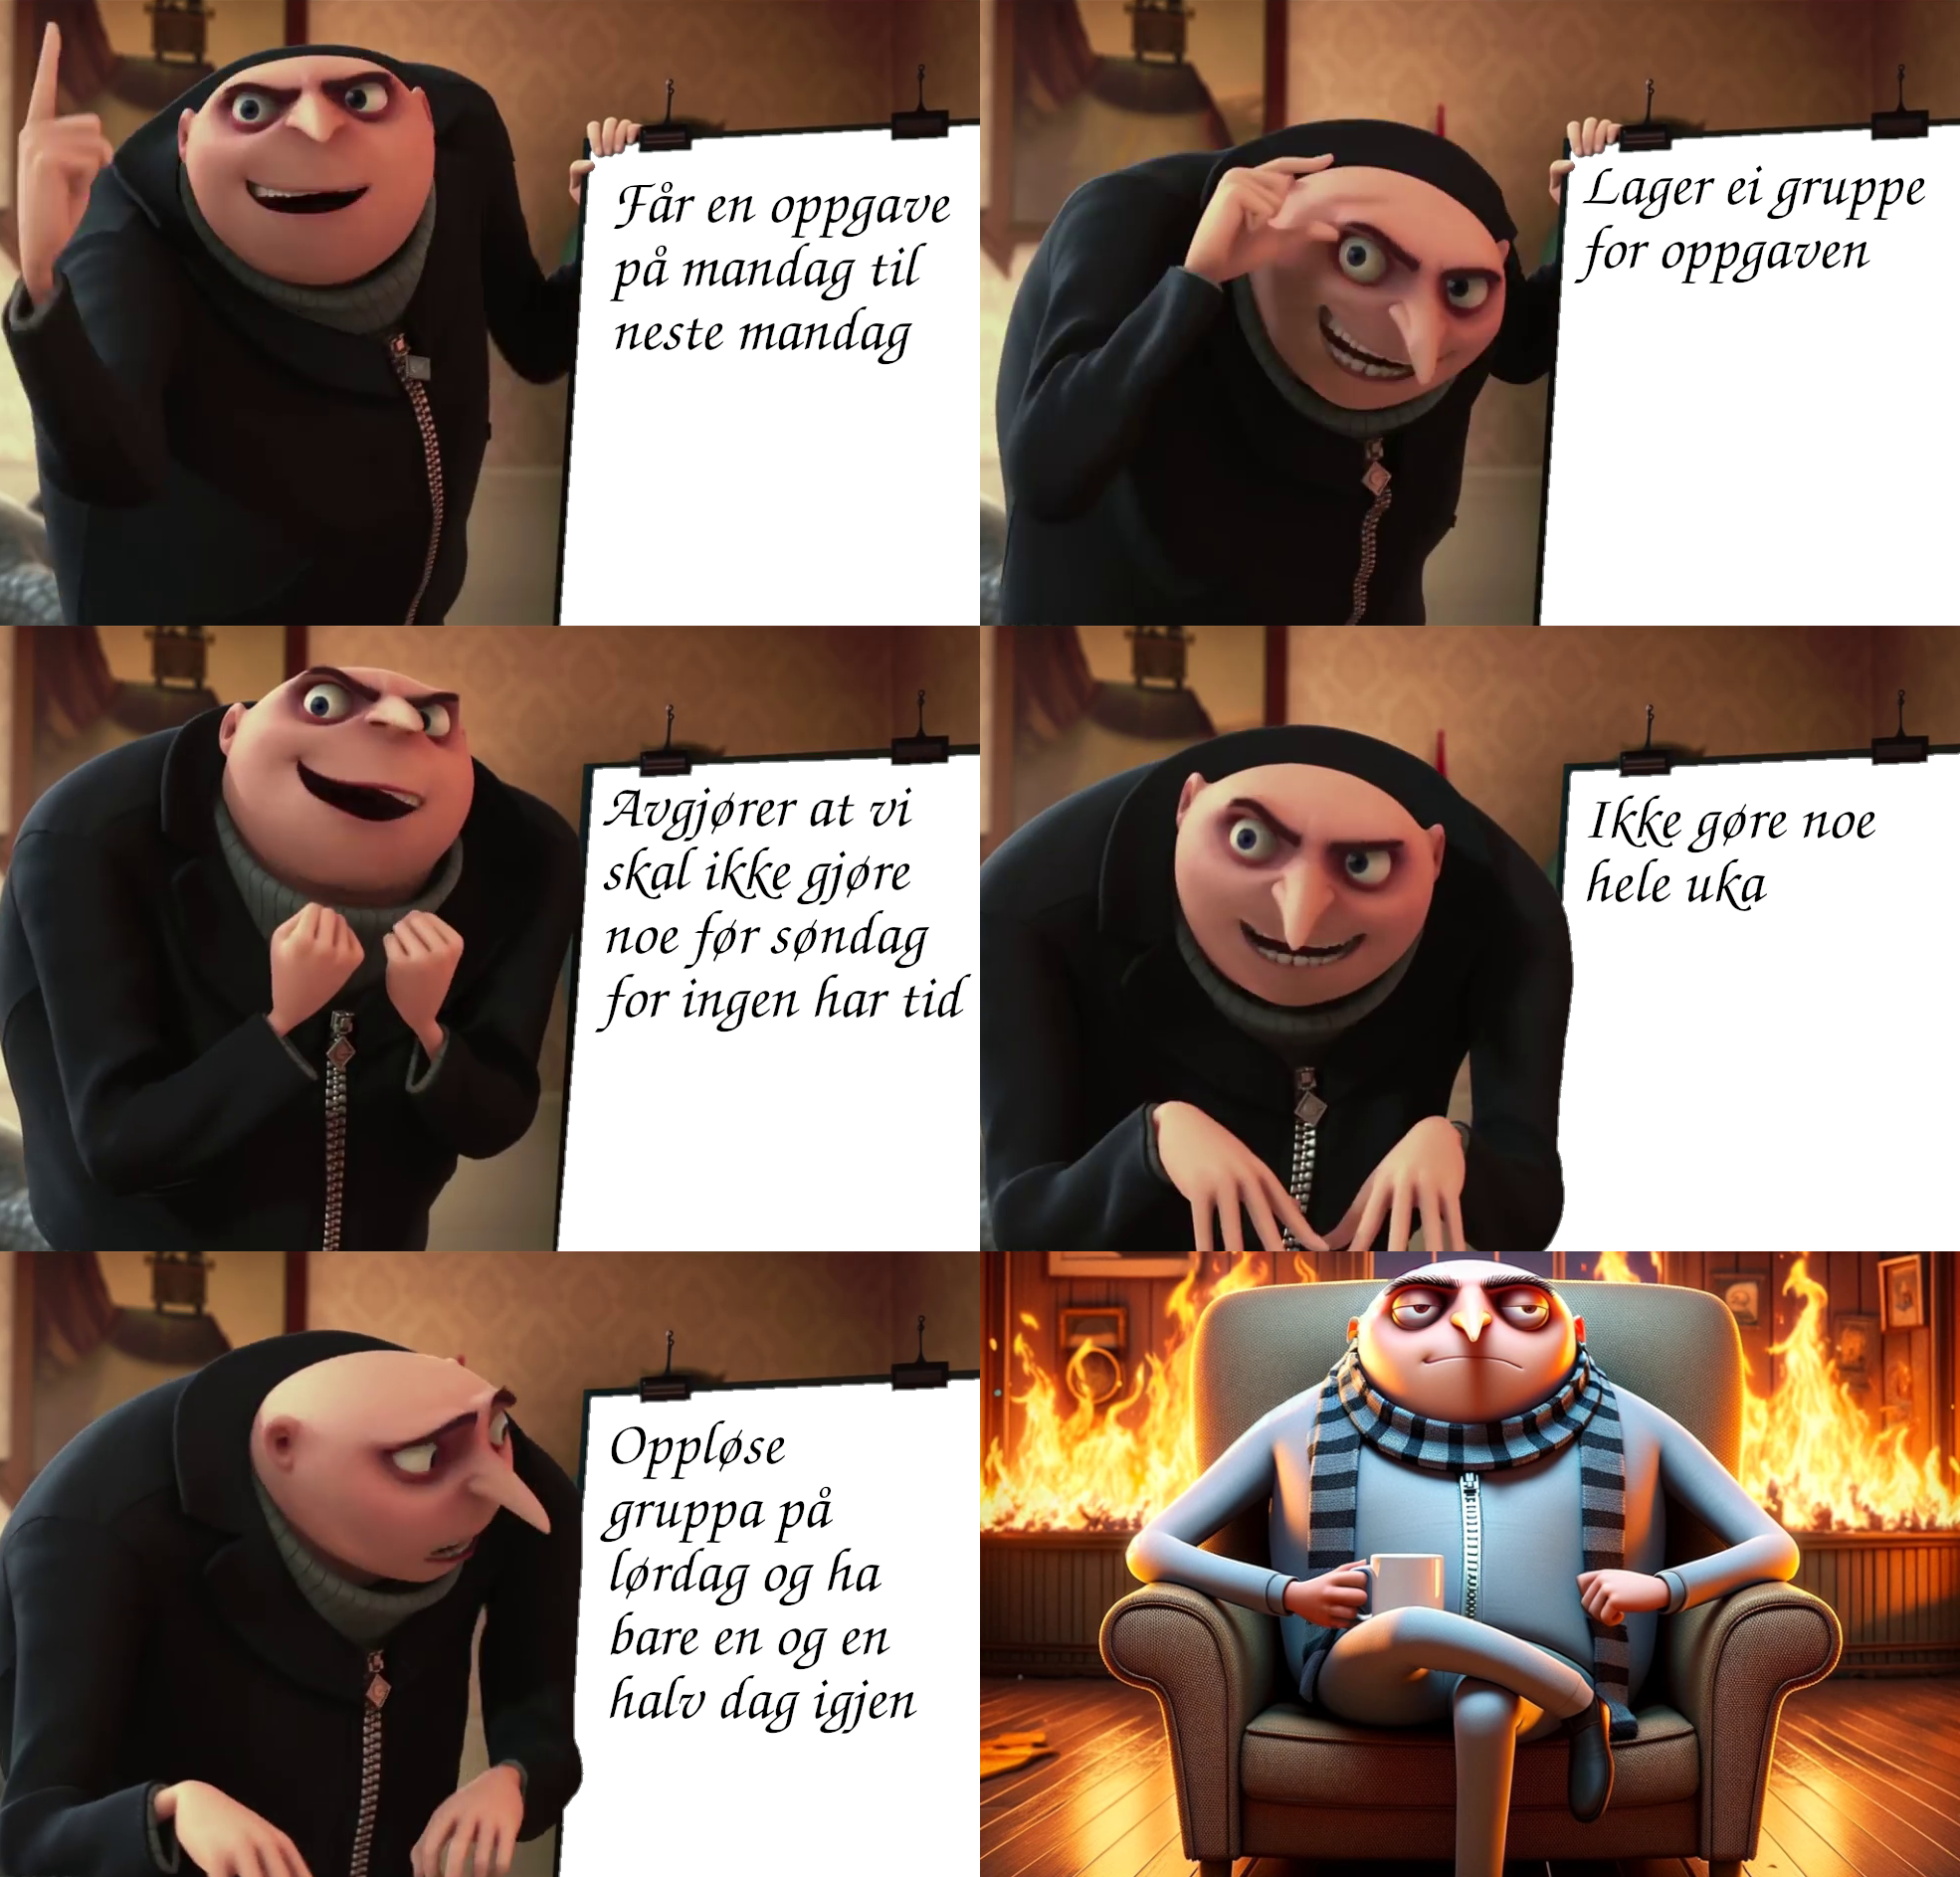 Får en oppgave
på mandag til
neste mandag
Lager ei gruppe
for oppgaven
Avgjører at vi
skal ikke gjøre
noe før søndag
for ingen har tid
Ikke gøre noe
hele uka
Oppløse
gruppa på
lørdag og ha
bare en og en
halv dag igjen